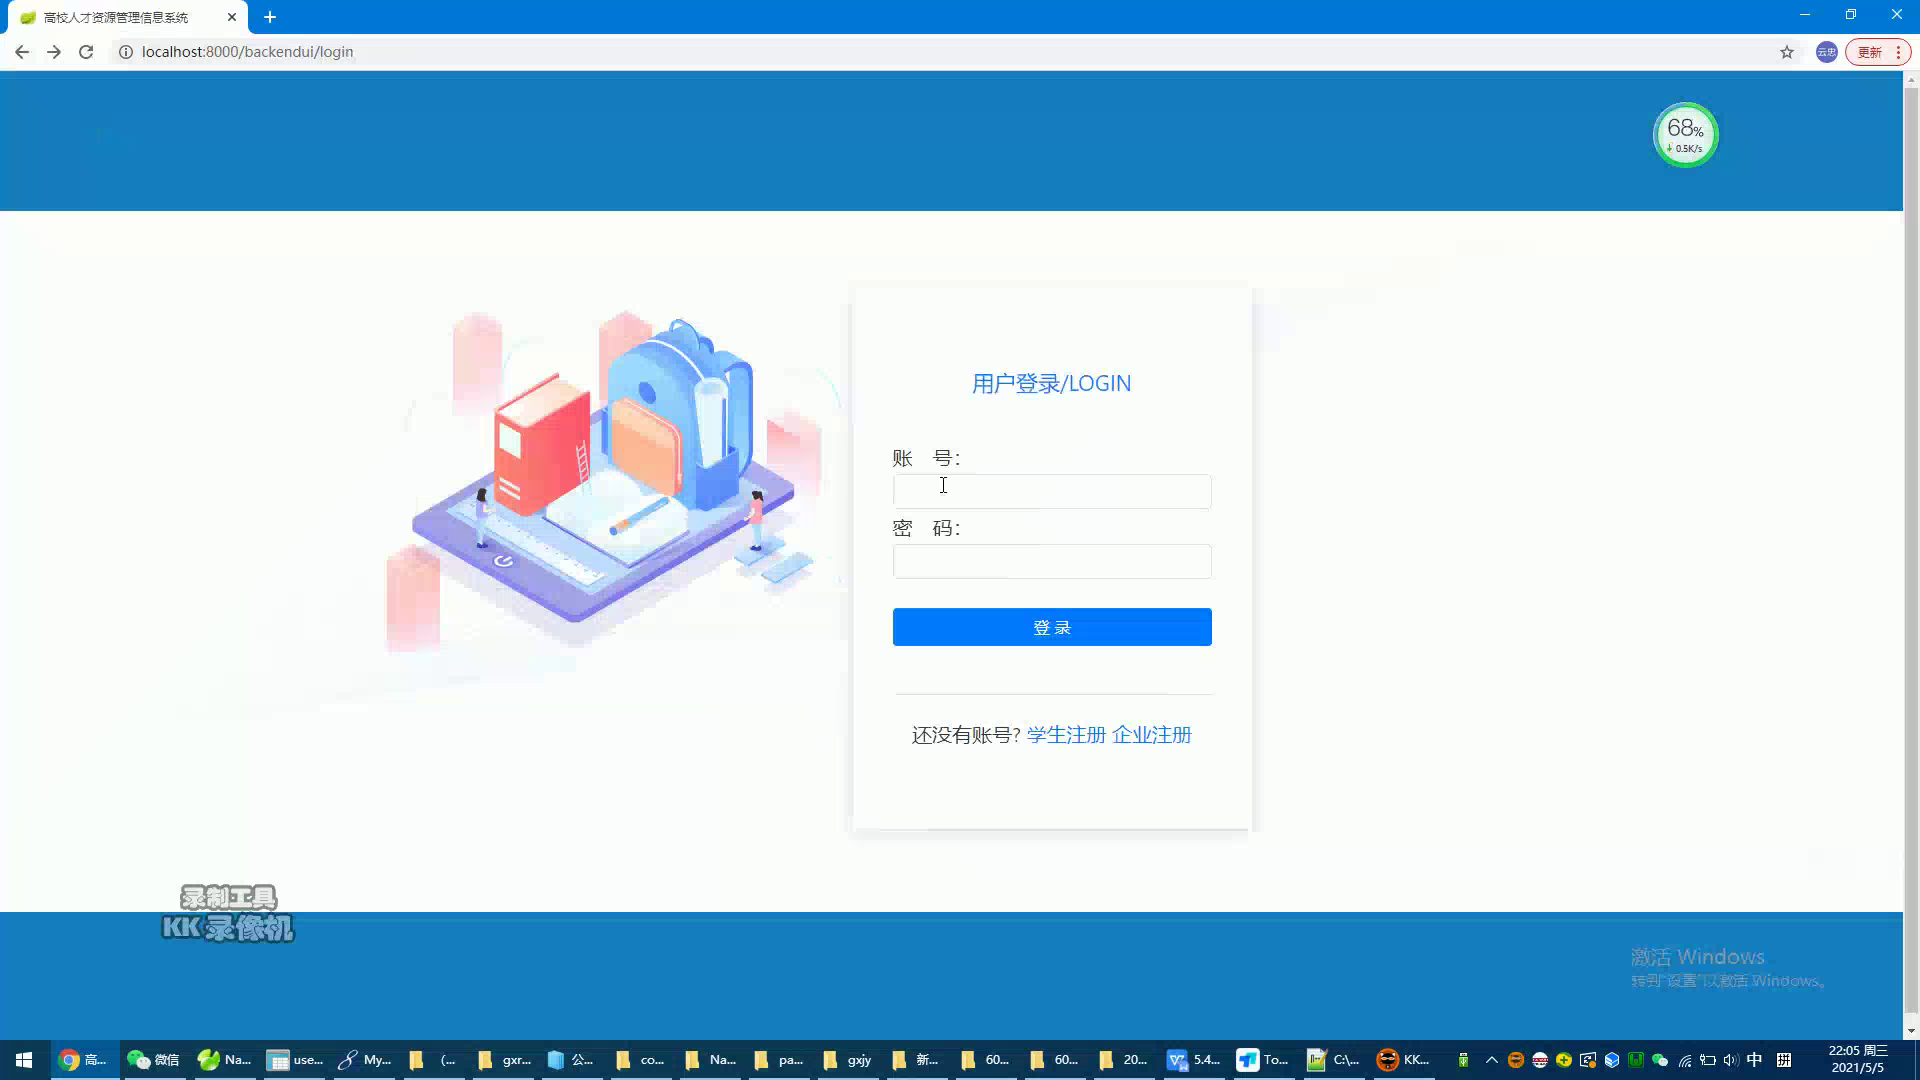 高校人才资源管理信息系统
localhost:8000/backendui/login
云忠
更新
68%
0.5K/s
用户登录/LOGIN
账 号:
密 码:
登 录
还没有账号? 学生注册 企业注册
录制工具
KK 录像机
激活 Windows
转到"设置"以激活 Windows。
高...
微信
Na...
use...
My...
(...
gxr...
公...
co...
Na...
pa...
gxjy
新...
60...
60...
20...
5.4...
To...
C:\...
KK...
中
拼
22:05 周三
2021/5/5